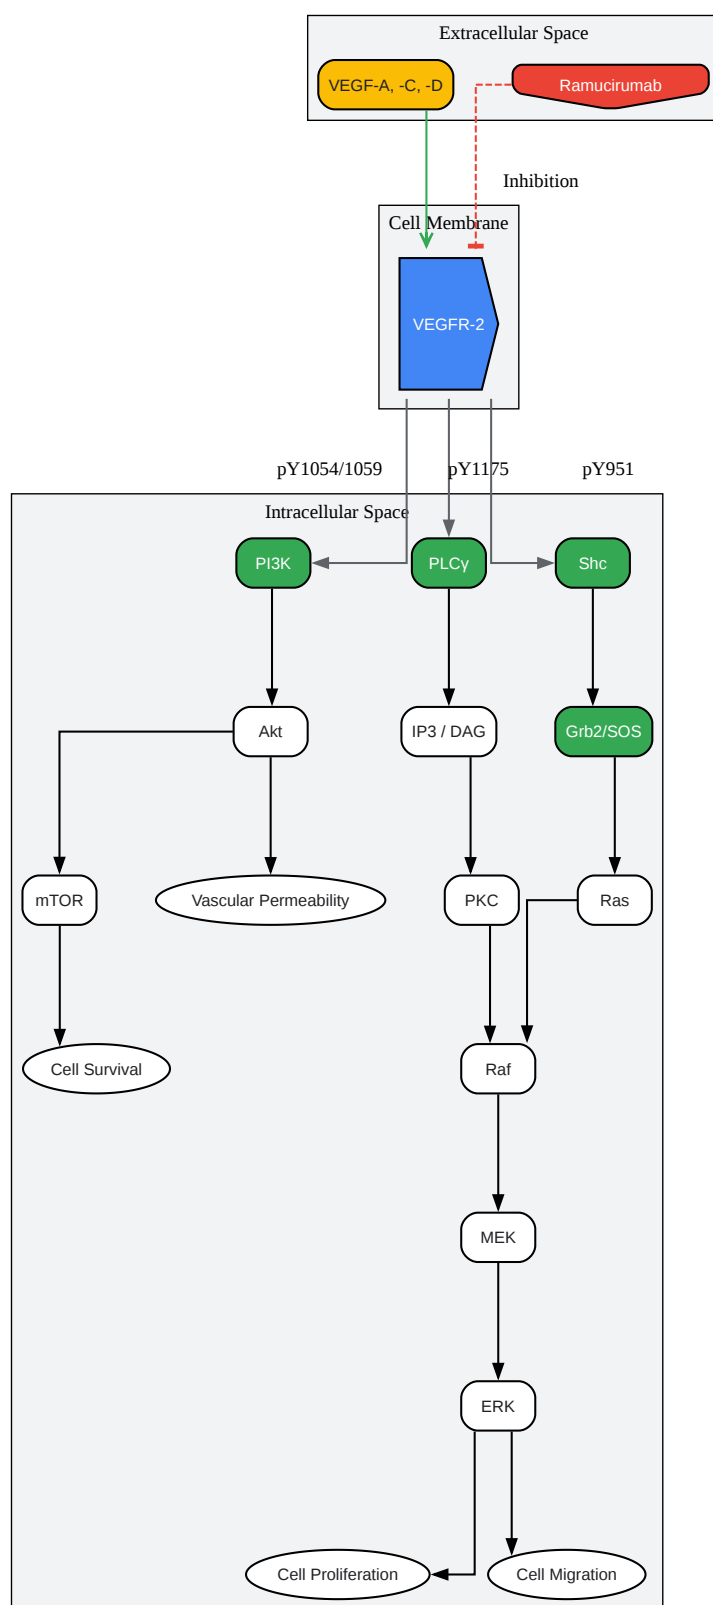 Extracellular Space
VEGF-A, -C, -D
Ramucirumab
Inhibition
Cell Membrane
VEGFR-2
pY1054/1059
pY1175
pY951
Intracellular Space
PI3K
PLCγ
Shc
Akt
IP3 / DAG
Grb2/SOS
mTOR
Vascular Permeability
PKC
Ras
Cell Survival
Raf
MEK
ERK
Cell Proliferation
Cell Migration